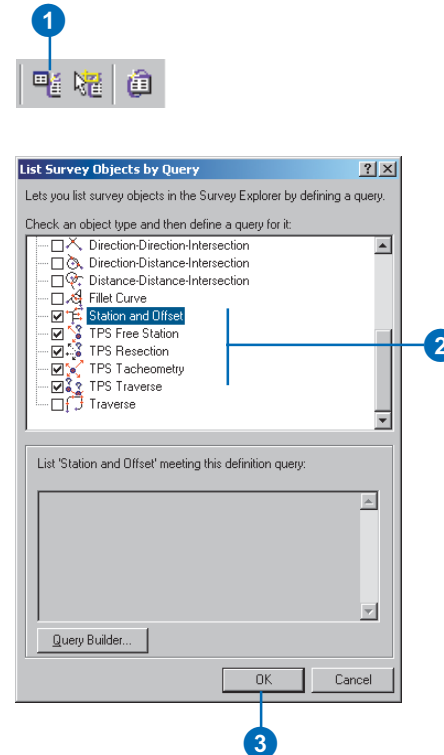 1
List Survey Objects by Query
Lets you list survey objects in the Survey Explorer by defining a query.
Check an object type and then define a query for it:
Direction-Direction-Intersection
Direction-Distance-Intersection
Distance-Distance-Intersection
Fillet Curve
Station and Offset
TPS Free Station
TPS Resection
TPS Tacheometry
TPS Traverse
Traverse
2
List 'Station and Offset' meeting this definition query:
Query Builder...
OK Cancel
3